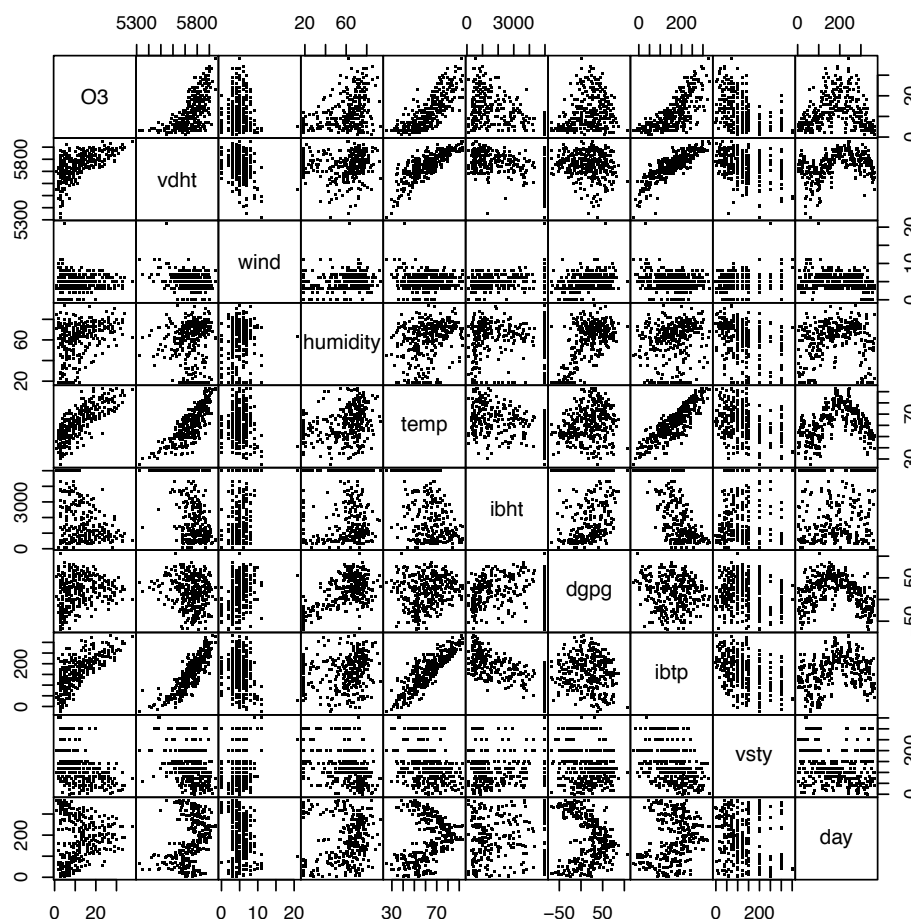 5300 5800 20 60 0 3000 0 200 0 200
O3 0 20
5300 5800 vdht
wind 0 10 20
20 60 humidity
temp 30 70
0 3000 ibht
dgpg −50 50
0 200 ibtp
vsty 0 200
0 200 day
0 20 0 10 20 30 70 −50 50 0 200